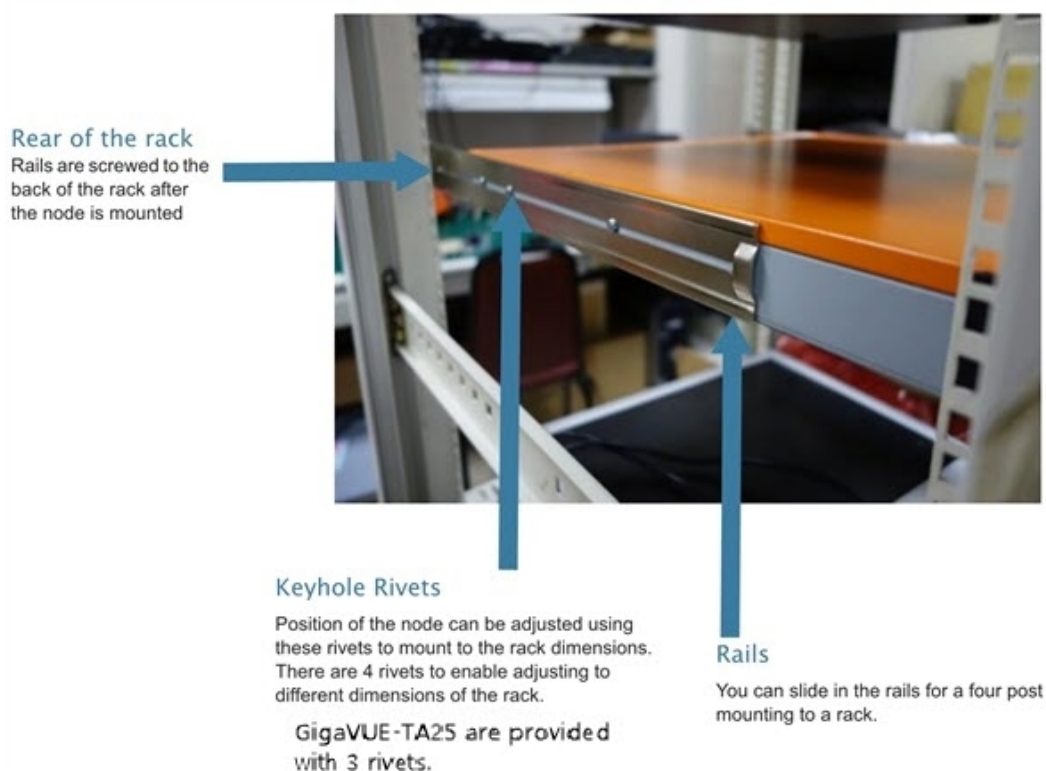 Rear of the rack
Rails are screwed to the
back of the rack after
the node is mounted
Keyhole Rivets
Position of the node can be adjusted using
these rivets to mount to the rack dimensions.
There are 4 rivets to enable adjusting to
different dimensions of the rack.
GigaVUE-TA25 are provided
with 3 rivets.
Rails
You can slide in the rails for a four post
mounting to a rack.